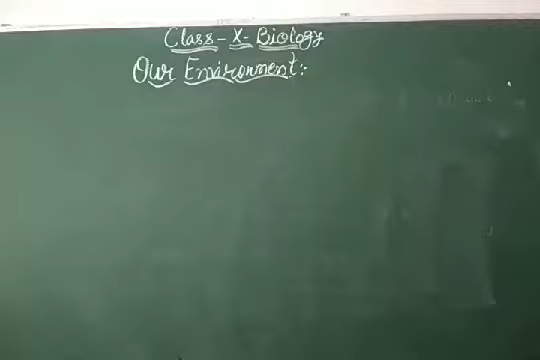 Class - X - Biology
Our Environment :-